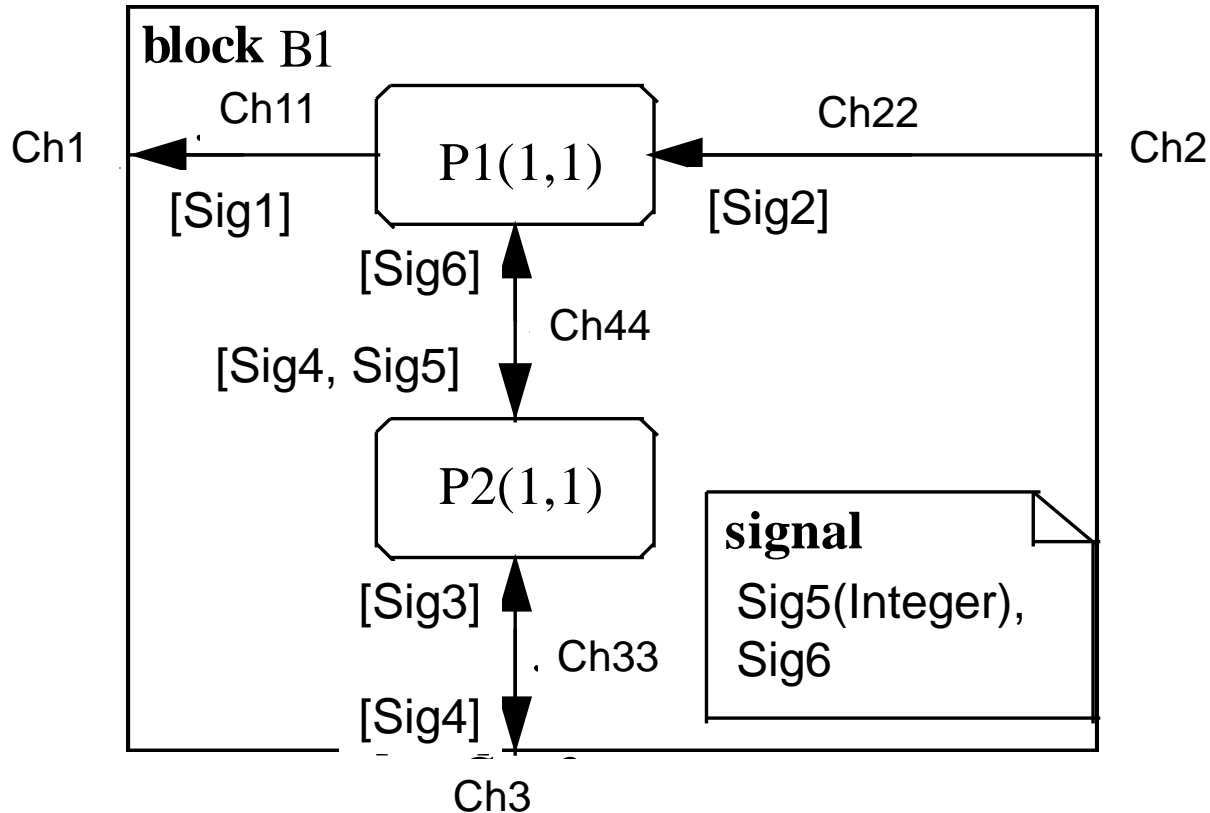 block B1
Ch11
Ch22
Ch1
P1(1,1)
Ch2
[Sig1]
[Sig2]
[Sig6]
Ch44
[Sig4, Sig5]
P2(1,1)
signal
Sig5(Integer),
Sig6
[Sig3]
Ch33
[Sig4]
Ch3